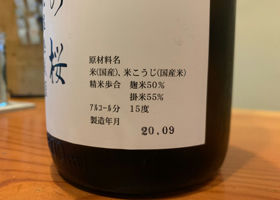 の
桜
原材料名
米(国産)、米こうじ(国産米)
精米歩合 麹米50%
掛米55%
アルコール分 15度
製造年月
20.09